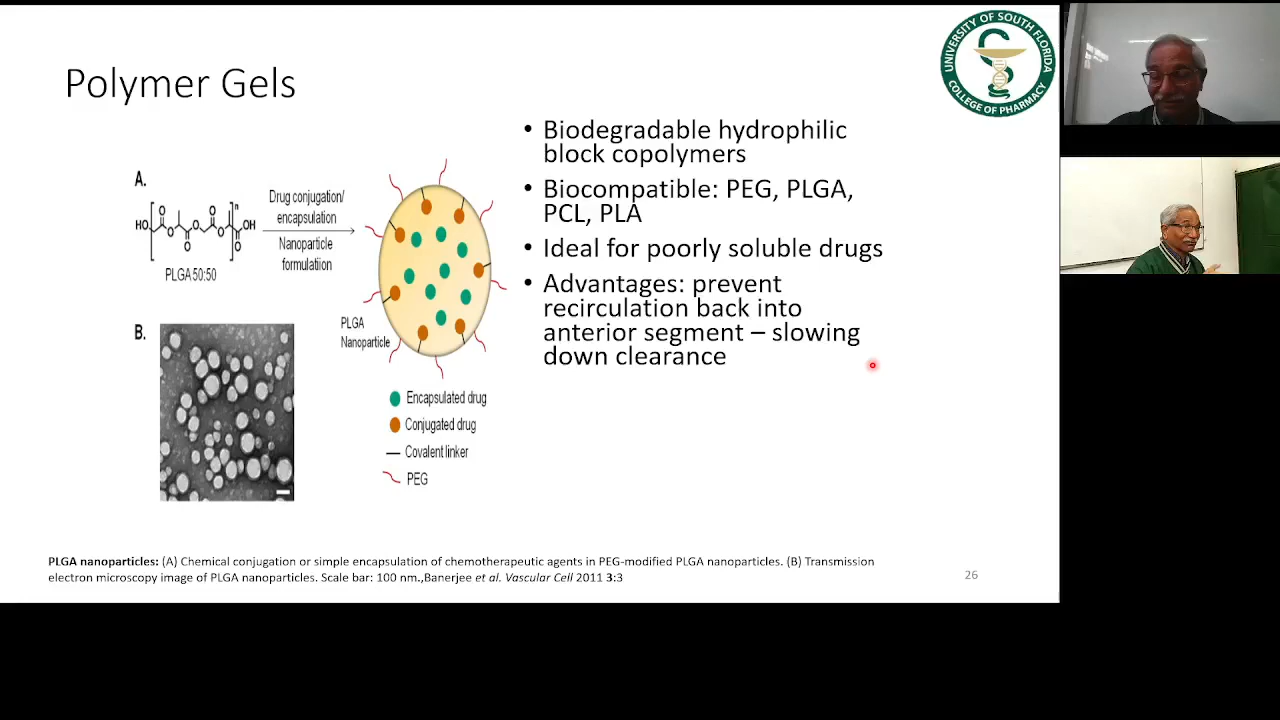 UNIVERSITY OF SOUTH FLORIDA
COLLEGE OF PHARMACY
Polymer Gels
• Biodegradable hydrophilic
block copolymers
• Biocompatible: PEG, PLGA,
PCL, PLA
• Ideal for poorly soluble drugs
• Advantages: prevent
recirculation back into
anterior segment – slowing
down clearance
A.
HO
O
O
O
O
O
O
O
n
OH
PLGA 50:50
Drug conjugation/
encapsulation
Nanoparticle
formulatiion
PLGA
Nanoparticle
B.
Encapsulated drug
Conjugated drug
Covalent linker
PEG
PLGA nanoparticles: (A) Chemical conjugation or simple encapsulation of chemotherapeutic agents in PEG-modified PLGA nanoparticles. (B) Transmission
electron microscopy image of PLGA nanoparticles. Scale bar: 100 nm.,Banerjee et al. Vascular Cell 2011 3:3
26